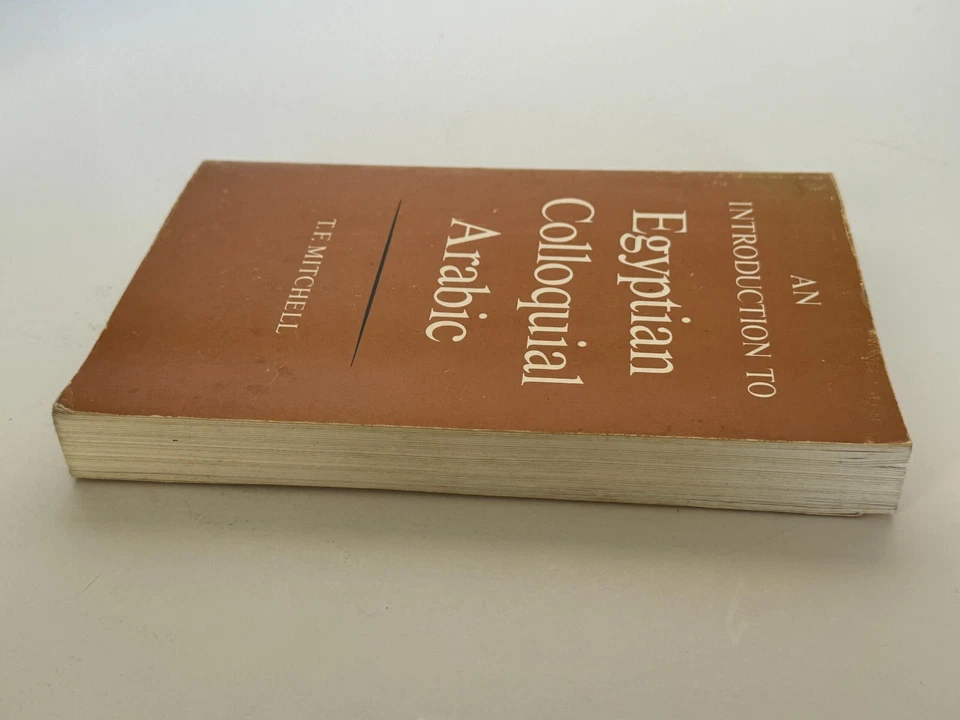 AN
INTRODUCTION TO
Egyptian
Colloquial
Arabic
T.F. MITCHELL